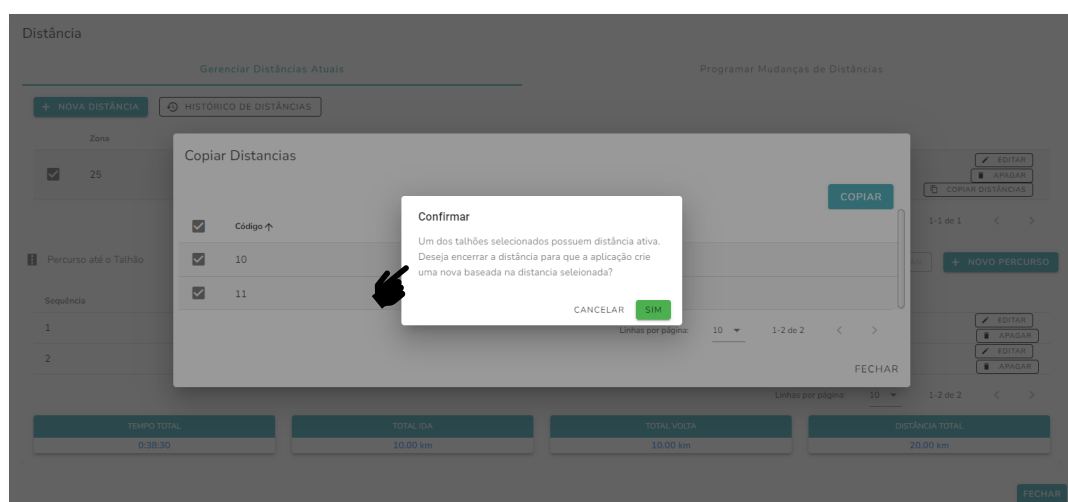 Distância
Gerenciar Distâncias Atuais
Programar Mudanças de Distâncias
+ NOVA DISTÂNCIA
HISTÓRICO DE DISTÂNCIAS
Zona
25
EDITAR
APAGAR
COPIAR DISTÂNCIAS
1-1 de 1
Copiar Distancias
COPIAR
Código
10
11
Confirmar
Um dos talhões selecionados possuem distância ativa.
Deseja encerrar a distância para que a aplicação crie
uma nova baseada na distancia seleionada?
CANCELAR
SIM
Linhas por página:
10
1-2 de 2
FECHAR
Percurso até o Talhão
+ NOVO PERCURSO
Sequência
1
EDITAR
APAGAR
2
EDITAR
APAGAR
Linhas por página:
10
1-2 de 2
TEMPO TOTAL
TOTAL IDA
TOTAL VOLTA
DISTÂNCIA TOTAL
0:38:30
10.00 km
10.00 km
20.00 km
FECHAR